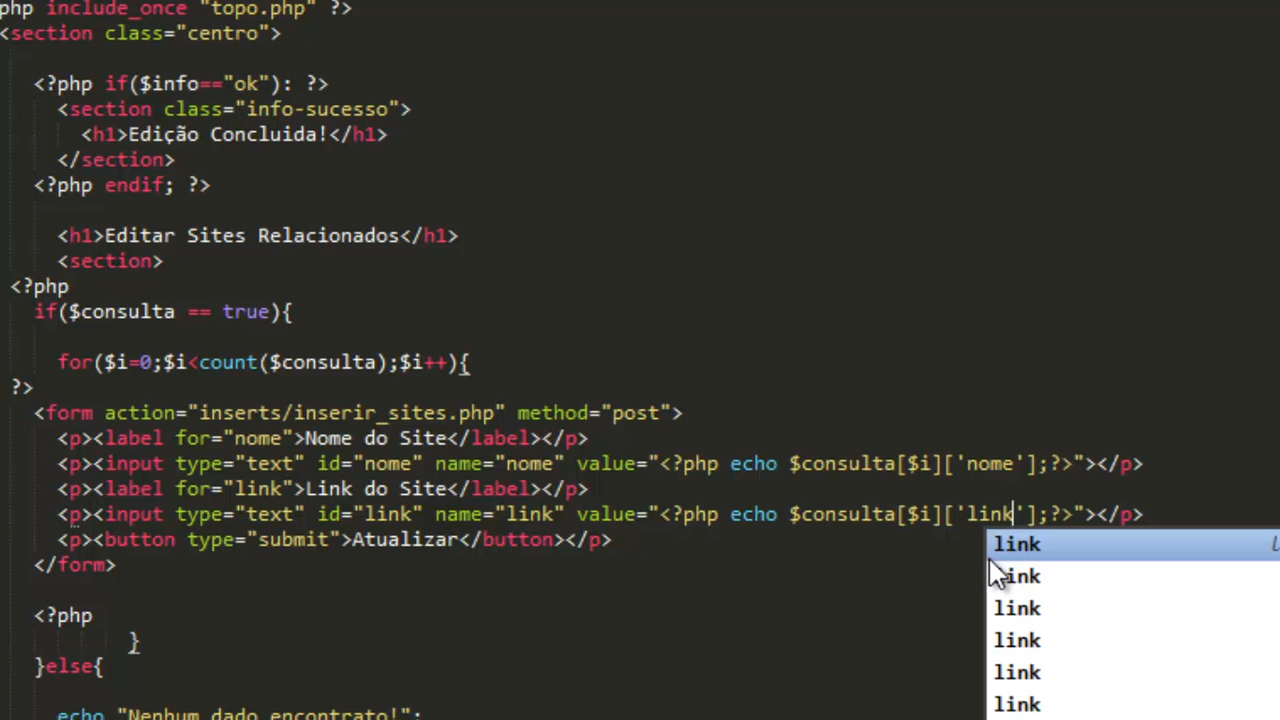 php include_once "topo.php" ?>
<section class="centro">
<?php if($info=="ok"): ?>
<section class="info-sucesso">
<h1>Edição Concluida!</h1>
</section>
<?php endif; ?>
<h1>Editar Sites Relacionados</h1>
<section>
<?php
if($consulta == true){
for($i=0;$i<count($consulta);$i++){
?>
<form action="inserts/inserir_sites.php" method="post">
<p><label for="nome">Nome do Site</label></p>
<p><input type="text" id="nome" name="nome" value="<?php echo $consulta[$i]['nome'];?>"></p>
<p><label for="link">Link do Site</label></p>
<p><input type="text" id="link" name="link" value="<?php echo $consulta[$i]['link'];?>"></p>
<p><button type="submit">Atualizar</button></p>
</form>
link
link
link
link
link
link
<?php
}
}else{
echo "Nenhum dado encontrato!";